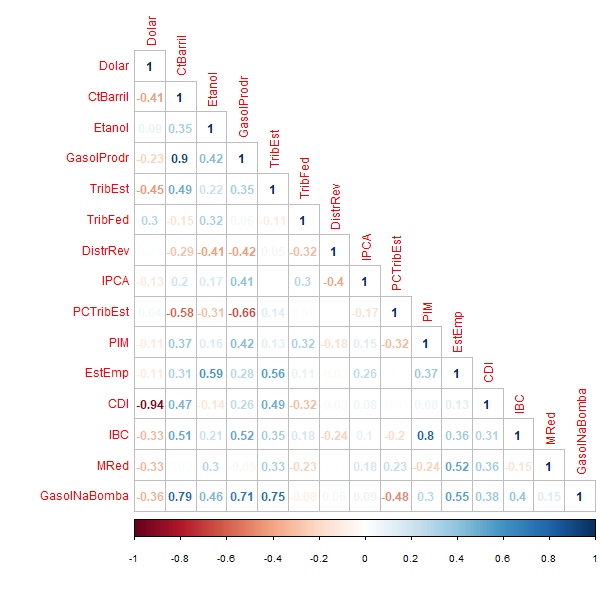 Dolar
CtBarril
Etanol
GasolProdr
TribEst
TribFed
DistrRev
IPCA
PCTribEst
PIM
EstEmp
CDI
IBC
MRed
GasolNaBomba
Dolar 1
CtBarril -0.41 1
Etanol 0.09 0.35 1
GasolProdr -0.23 0.9 0.42 1
TribEst -0.45 0.49 0.22 0.35 1
TribFed 0.3 -0.15 0.32 0.08 -0.11 1
DistrRev -0.29 -0.41 -0.42 0.05 -0.32 1
IPCA -0.13 0.2 0.17 0.41 0.3 -0.4 1
PCTribEst -0.58 -0.31 -0.66 0.14 -0.17 1
PIM -0.11 0.37 0.16 0.42 0.13 0.32 -0.18 0.15 -0.32 1
EstEmp -0.11 0.31 0.59 0.28 0.56 0.11 0.26 0.37 1
CDI -0.94 0.47 -0.14 0.26 0.49 -0.32 0.08 0.08 0.13 1
IBC -0.33 0.51 0.21 0.52 0.35 0.18 -0.24 0.1 -0.2 0.8 0.36 0.31 1
MRed -0.33 0.3 -0.05 0.33 -0.23 0.18 0.23 -0.24 0.52 0.36 -0.15 1
GasolNaBomba -0.36 0.79 0.46 0.71 0.75 0.06 0.09 -0.48 0.3 0.55 0.38 0.4 0.15 1
-1 -0.8 -0.6 -0.4 -0.2 0 0.2 0.4 0.6 0.8 1